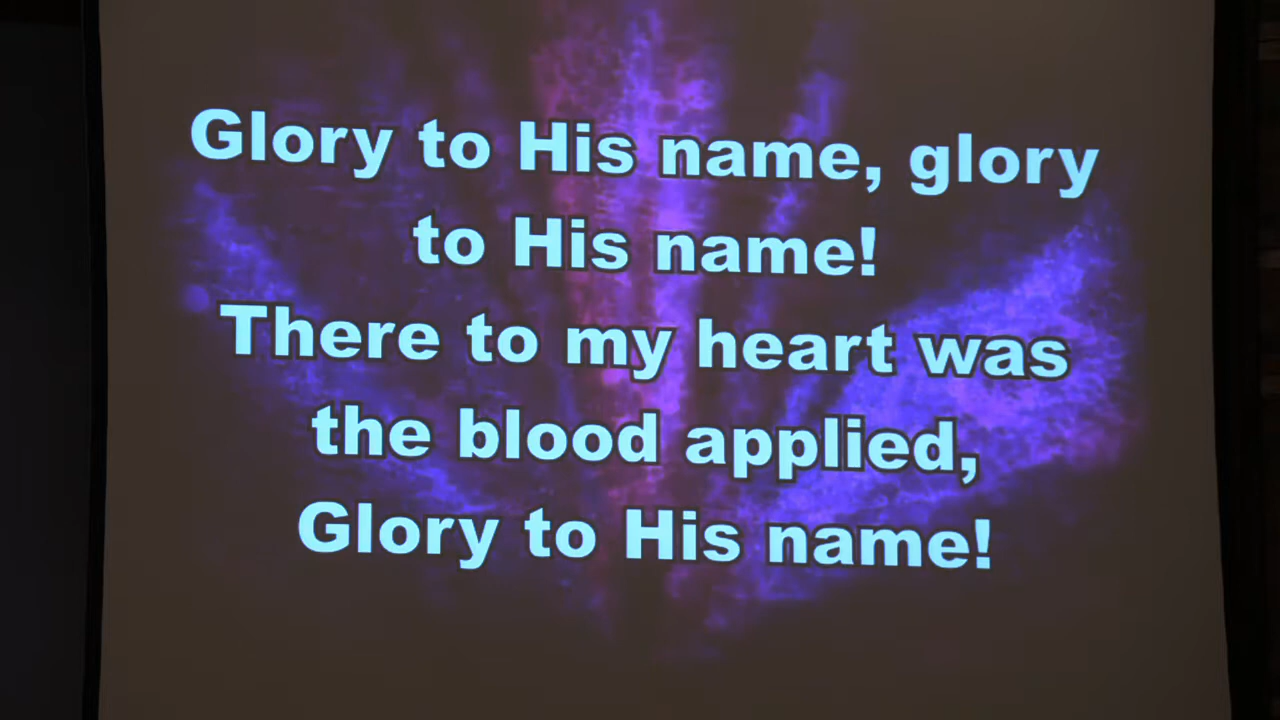 Glory to His name, glory
to His name!
There to my heart was
the blood applied,
Glory to His name!